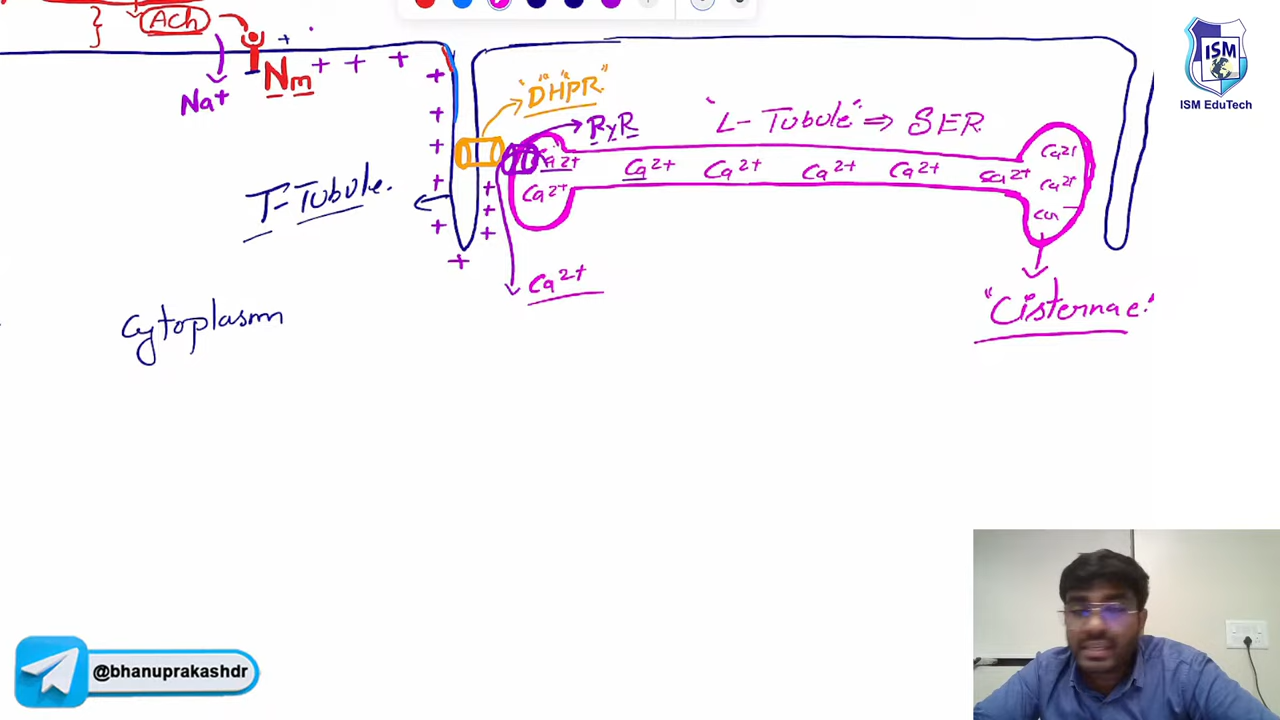 Ach
Na+
Nm
+ + + +
"DHPR"
RyR
"L-Tubule" ⇒ SER
Ca2+ Ca2+ Ca2+ Ca2+ Ca2+ Ca2+
Ca2+
Ca2+
T-Tubule.
Ca2+
Cytoplasm
"Cisternae"
ISM
ISM EduTech
@bhanuprakashdr